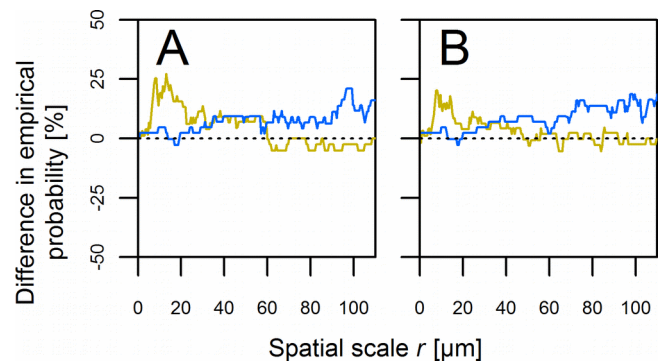 A
B
Difference in empirical
probability [%]
50
25
0
-25
-50
0 20 40 60 80 100
0 20 40 60 80 100
Spatial scale r [µm]